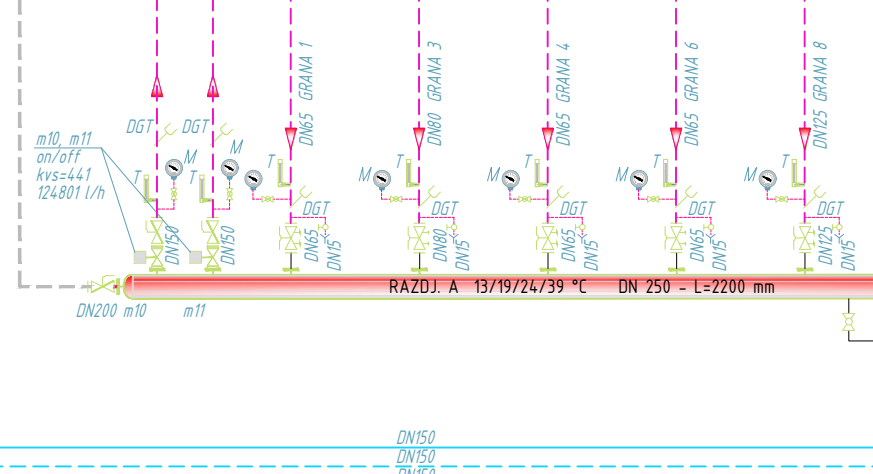 DN65 GRANA 1
DN80 GRANA 3
DN65 GRANA 4
DN65 GRANA 6
DN125 GRANA 8
DGT
DGT
m10, m11
on/off
kvs=441
124801 l/h
M
M
T
T
T
M
T
M
T
M
T
M
T
DGT
DGT
DGT
DGT
DGT
DN150
DN150
DN65
DN15
DN80
DN15
DN65
DN15
DN65
DN15
DN125
DN15
RAZDJ. A 13/19/24/39 °C DN 250 - L=2200 mm
DN200 m10
m11
DN150
DN150
DN150